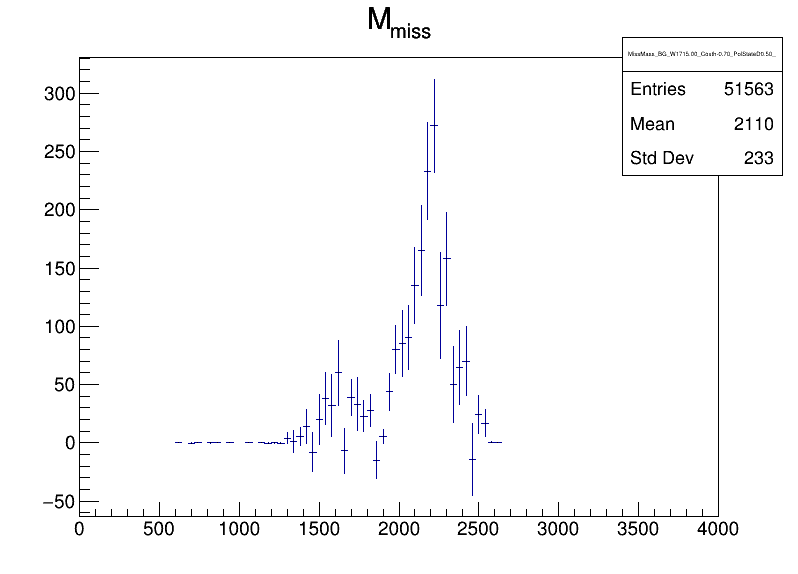 M_miss
MissMass_BG_W1715.00_Costh-0.70_PolStateD0.50_
Entries 51563
Mean 2110
Std Dev 233
300
250
200
150
100
50
0
−50
0 500 1000 1500 2000 2500 3000 3500 4000